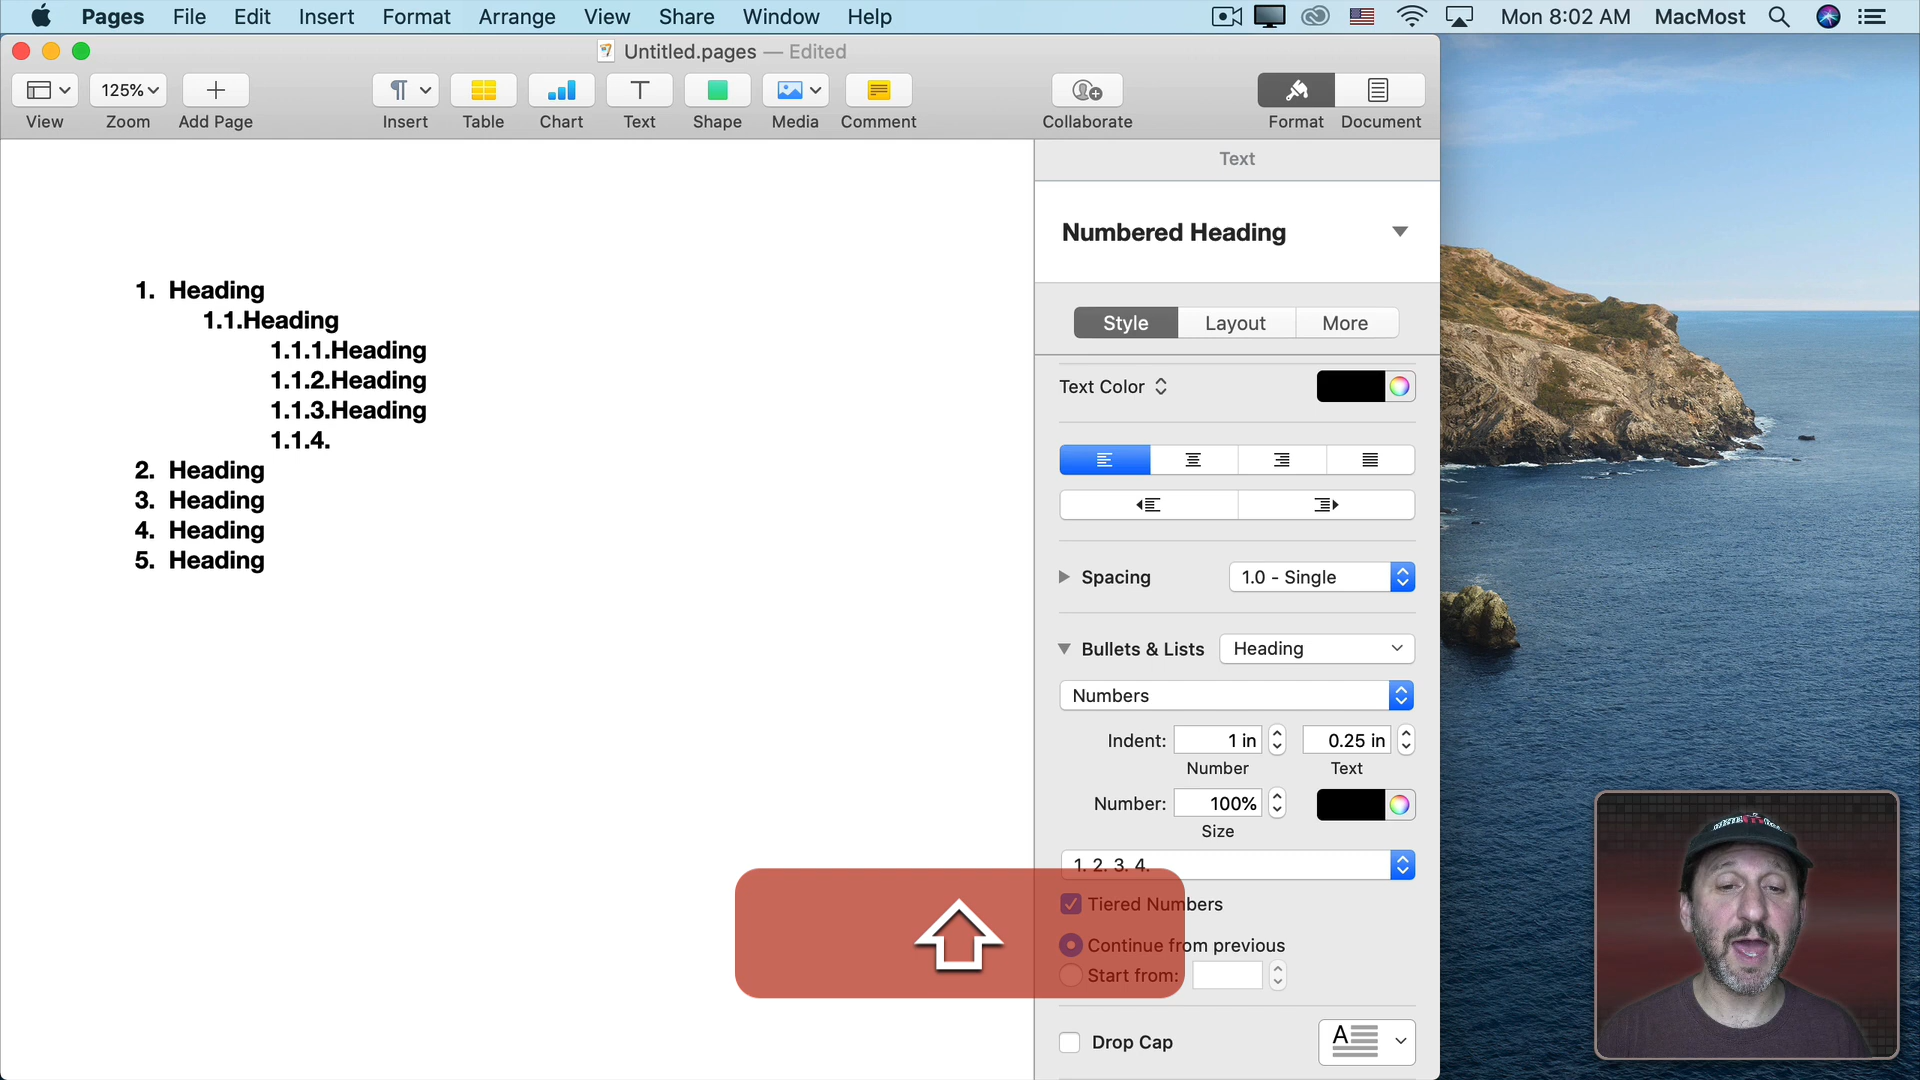 Pages File Edit Insert Format Arrange View Share Window Help Mon 8:02 AM MacMost
Untitled.pages — Edited
125%
View Zoom Add Page Insert Table Chart Text Shape Media Comment Collaborate Format Document
Text
Numbered Heading
Style Layout More
Text Color
1. Heading
1.1.Heading
1.1.1.Heading
1.1.2.Heading
1.1.3.Heading
1.1.4.
2. Heading
3. Heading
4. Heading
5. Heading
Spacing 1.0 - Single
Bullets & Lists Heading
Numbers
Indent: 1 in 0.25 in
Number Text
Number: 100%
Size
1. 2. 3. 4.
Tiered Numbers
Continue from previous
Start from:
Drop Cap A